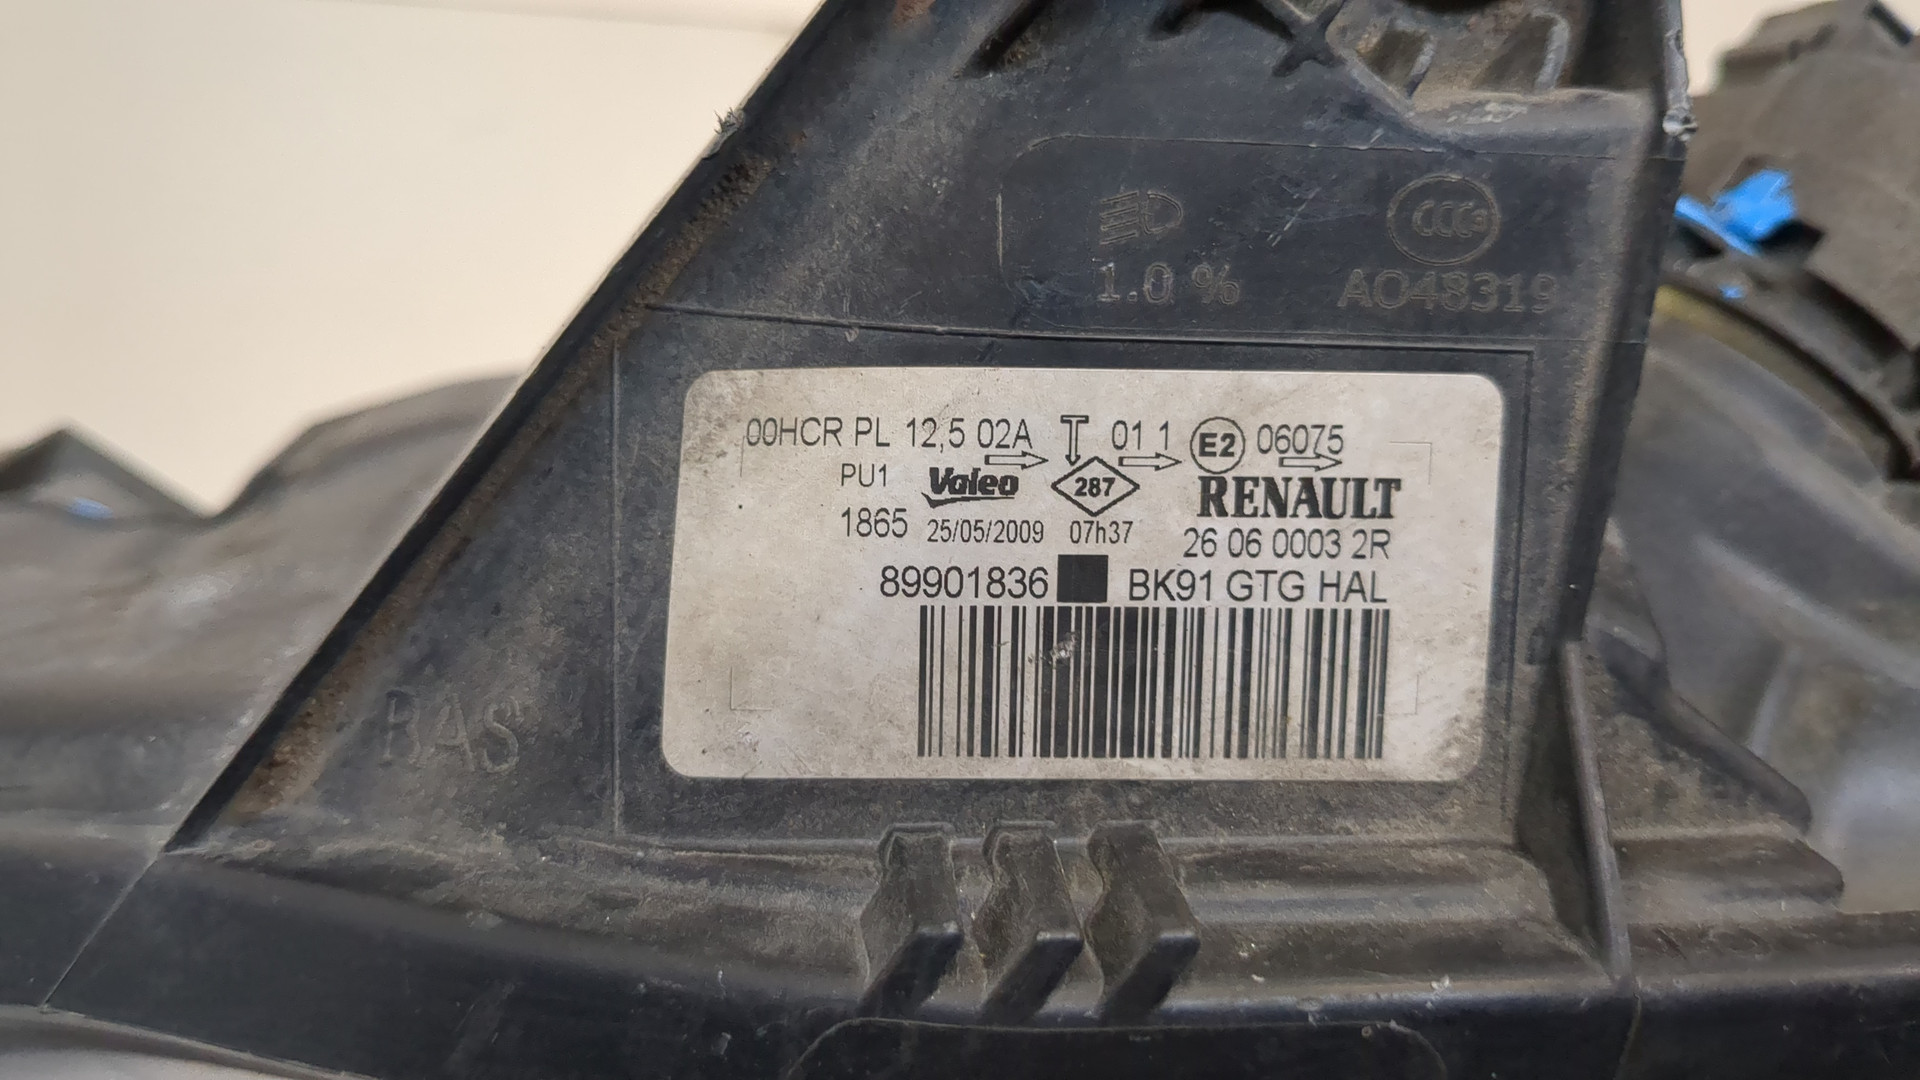 CCC
1.0 %
A048319
00HCR PL 12,5 02A T 01 1 E2 06075
PU1 Valeo 287 RENAULT
1865 25/05/2009 07h37 26 06 0003 2R
89901836 BK91 GTG HAL
BAS